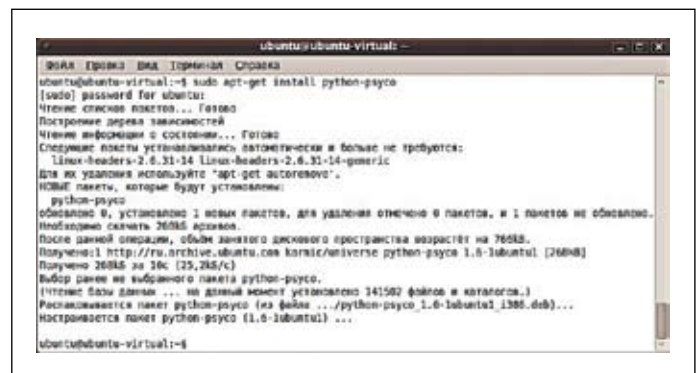 ubuntu@ubuntu-virtual: ~
Файл Правка Вид Терминал Справка
ubuntu@ubuntu-virtual:~$ sudo apt-get install python-psyco
[sudo] password for ubuntu:
Чтение списков пакетов... Готово
Построение дерева зависимостей
Чтение информации о состоянии... Готово
Следующие пакеты устанавливались автоматически и больше не требуются:
linux-headers-2.6.31-14 linux-headers-2.6.31-14-generic
Для их удаления используйте 'apt-get autoremove'.
НОВЫЕ пакеты, которые будут установлены:
python-psyco
обновлено 0, установлено 1 новых пакетов, для удаления отмечено 0 пакетов, и 1 пакетов не обновлено.
Необходимо скачать 268kБ архивов.
После данной операции, объём занятого дискового пространства возрастёт на 766kB.
Получено:1 http://ru.archive.ubuntu.com karmic/universe python-psyco 1.6-1ubuntu1 [268kB]
Получено 268kБ за 10с (25,2kБ/c)
Выбор ранее не выбранного пакета python-psyco.
(Чтение базы данных ... на данный момент установлено 141502 файлов и каталогов.)
Распаковывается пакет python-psyco (из файла .../python-psyco_1.6-1ubuntu1_i386.deb)...
Настраивается пакет python-psyco (1.6-1ubuntu1) ...
ubuntu@ubuntu-virtual:~$